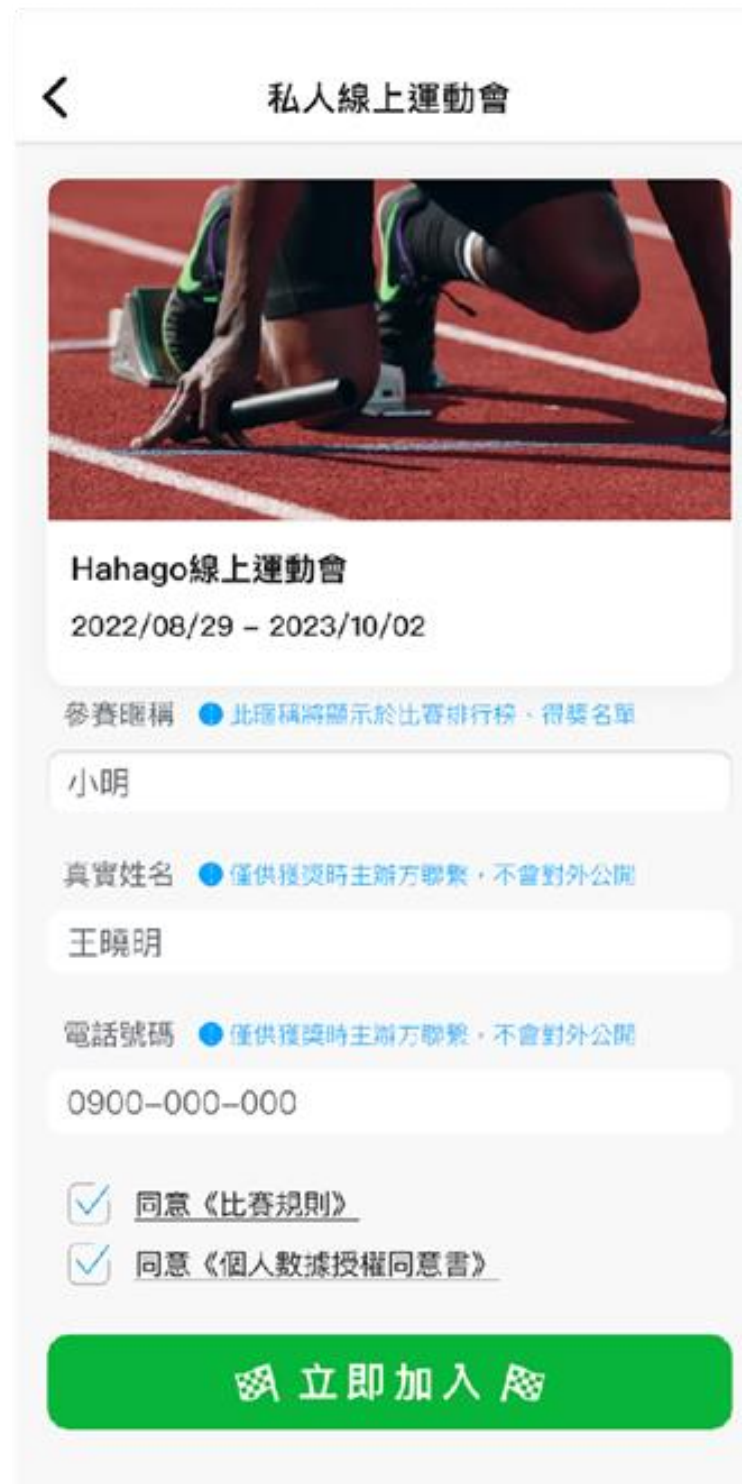 私人線上運動會
Hahago線上運動會
2022/08/29 – 2023/10/02
參賽暱稱 此暱稱將顯示於比賽排行榜、得獎名單
小明
真實姓名 僅供獲獎時主辦方聯繫，不會對外公開
王曉明
電話號碼 僅供獲獎時主辦方聯繫，不會對外公開
0900–000–000
同意《比賽規則》
同意《個人數據授權同意書》
立即加入